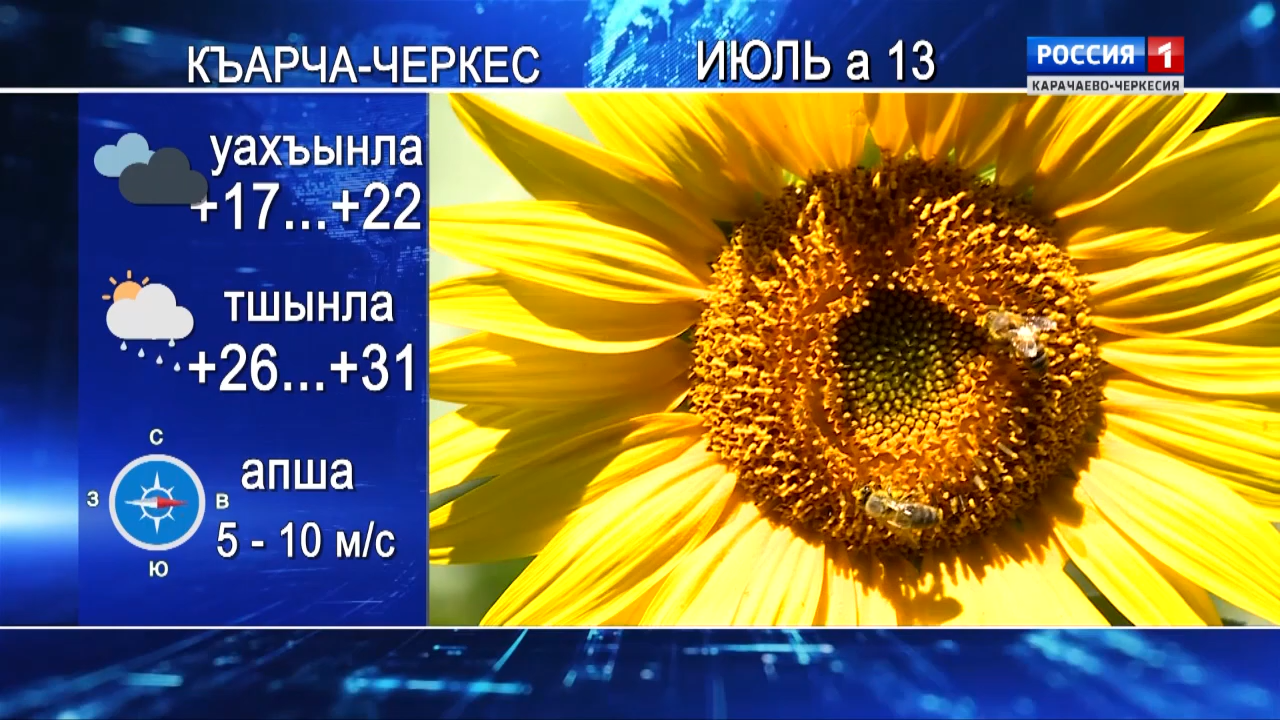 КЪАРЧА-ЧЕРКЕС
ИЮЛЬ а 13
РОССИЯ 1
КАРАЧАЕВО-ЧЕРКЕСИЯ
уахъынла
+17...+22
тшынла
+26...+31
С
З
В
Ю
апша
5 - 10 м/с